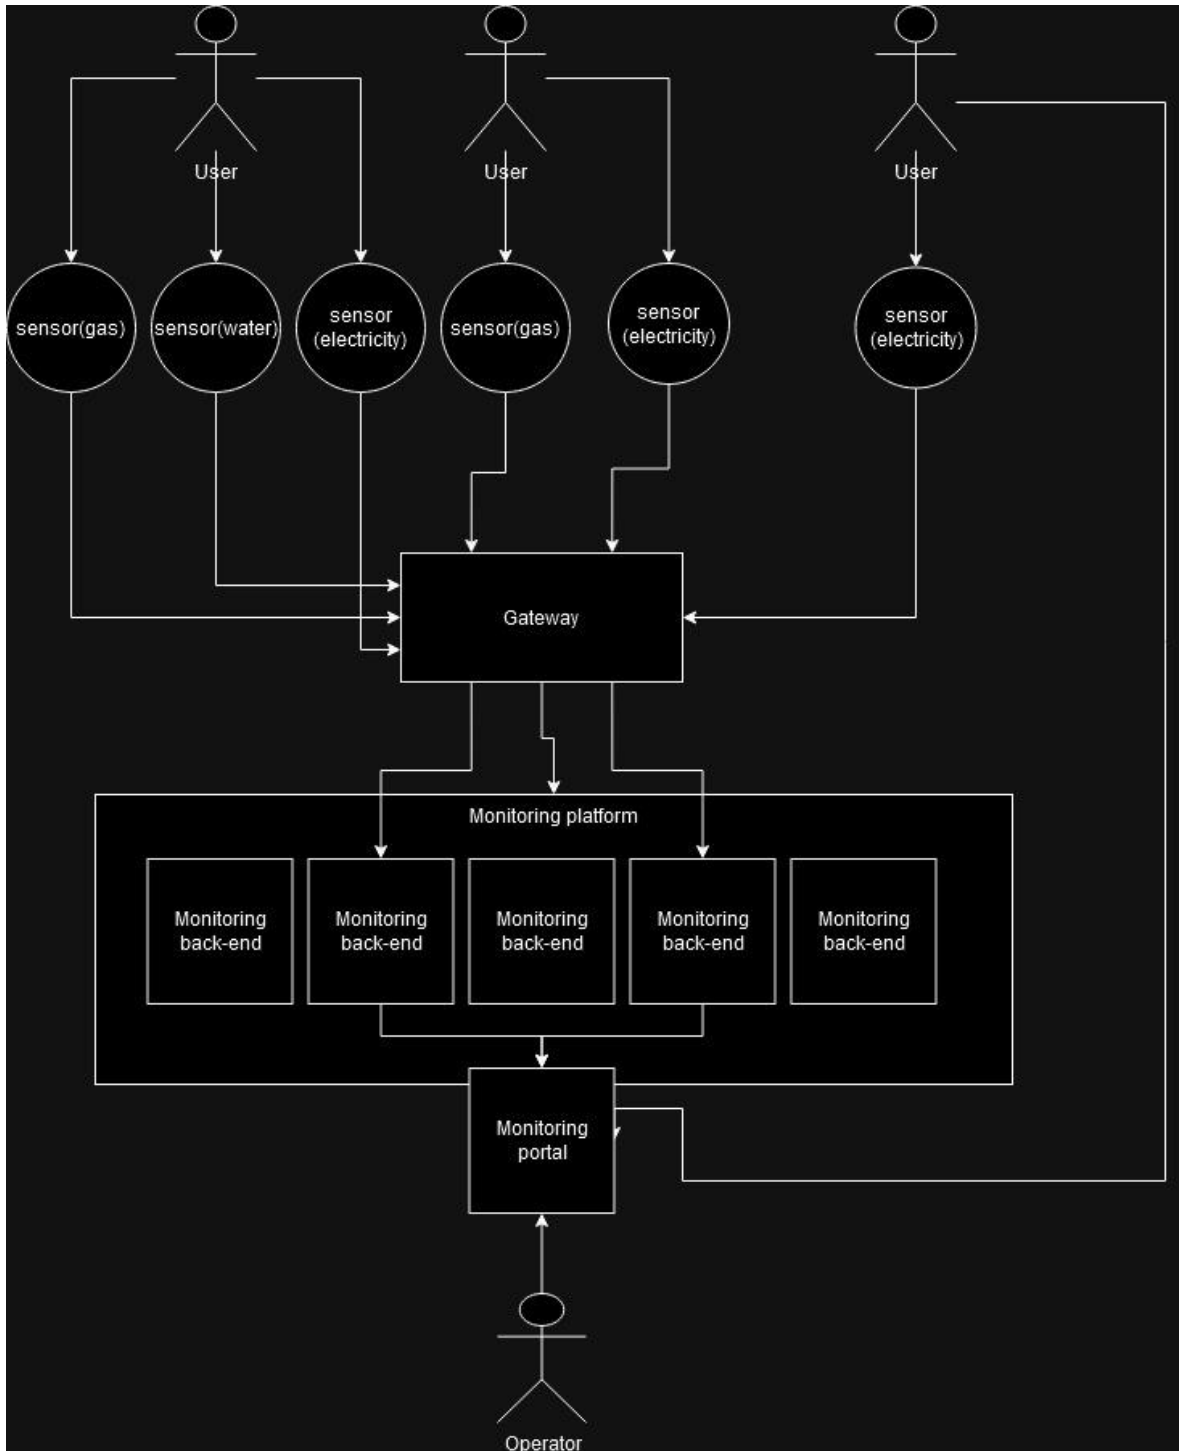 User
User
User
sensor(gas)
sensor(water)
sensor
(electricity)
sensor(gas)
sensor
(electricity)
sensor
(electricity)
Gateway
Monitoring platform
Monitoring
back-end
Monitoring
back-end
Monitoring
back-end
Monitoring
back-end
Monitoring
back-end
Monitoring
portal
Operator